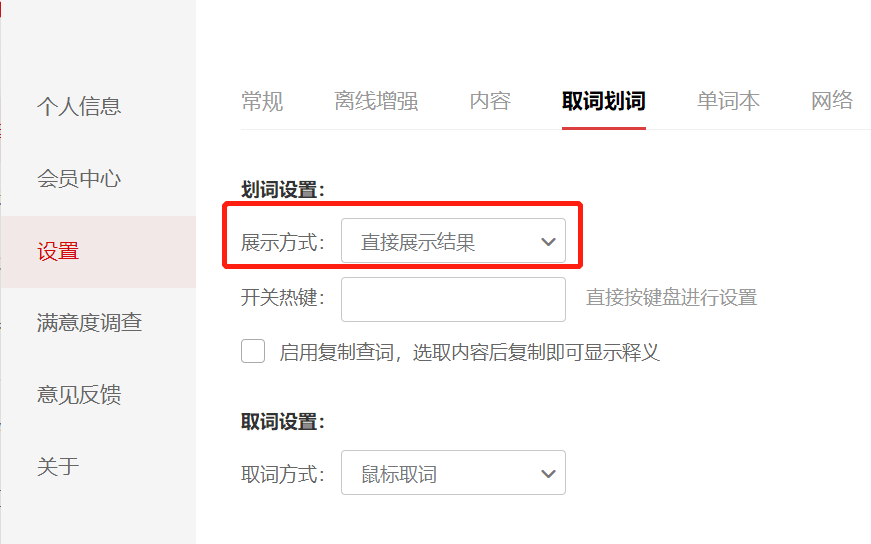 个人信息
会员中心
设置
满意度调查
意见反馈
关于
常规 离线增强 内容 取词划词 单词本 网络
划词设置：
展示方式： 直接展示结果
开关热键： 直接按键盘进行设置
启用复制查词，选取内容后复制即可显示释义
取词设置：
取词方式： 鼠标取词